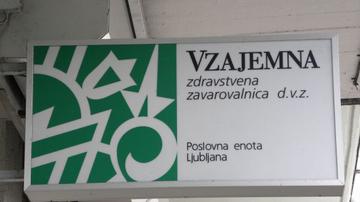 VZAJEMNA
zdravstvena
zavarovalnica d.v.z.
Poslovna enota
Ljubljana